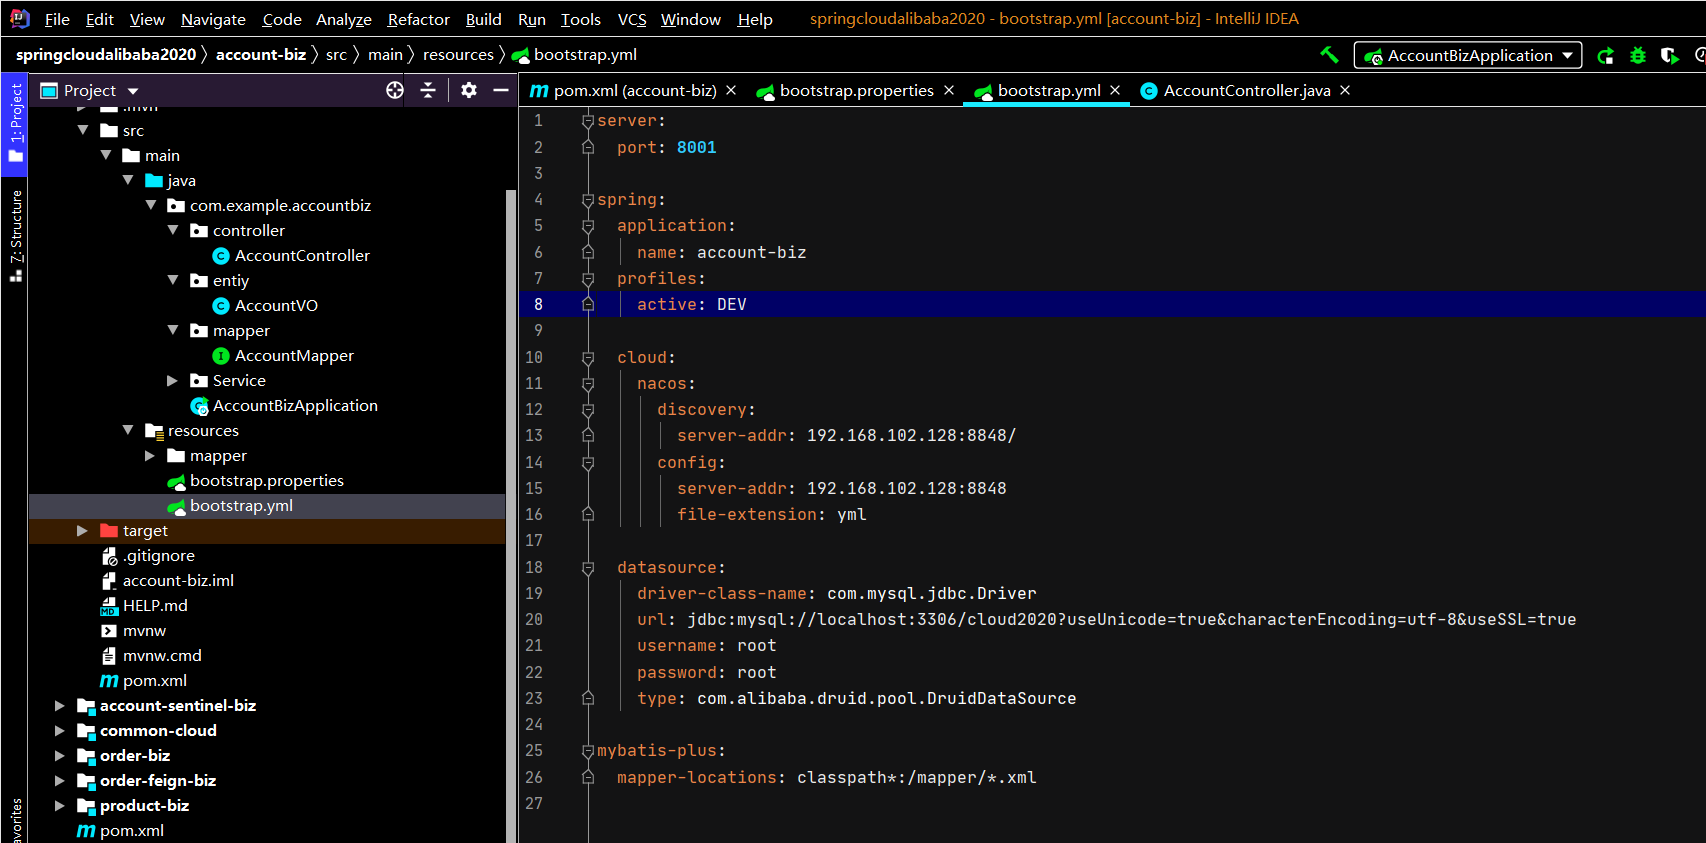 File Edit View Navigate Code Analyze Refactor Build Run Tools VCS Window Help springcloudalibaba2020 - bootstrap.yml [account-biz] - IntelliJ IDEA
springcloudalibaba2020 account-biz src main resources bootstrap.yml AccountBizApplication
1: Project
7: Structure
Project
src
main
java
com.example.accountbiz
controller
AccountController
entiy
AccountVO
mapper
AccountMapper
Service
AccountBizApplication
resources
mapper
bootstrap.properties
bootstrap.yml
target
.gitignore
account-biz.iml
HELP.md
mvnw
mvnw.cmd
pom.xml
account-sentinel-biz
common-cloud
order-biz
order-feign-biz
product-biz
pom.xml
pom.xml (account-biz) bootstrap.properties bootstrap.yml AccountController.java
1 server:
2 port: 8001
3
4 spring:
5 application:
6 name: account-biz
7 profiles:
8 active: DEV
9
10 cloud:
11 nacos:
12 discovery:
13 server-addr: 192.168.102.128:8848/
14 config:
15 server-addr: 192.168.102.128:8848
16 file-extension: yml
17
18 datasource:
19 driver-class-name: com.mysql.jdbc.Driver
20 url: jdbc:mysql://localhost:3306/cloud2020?useUnicode=true&characterEncoding=utf-8&useSSL=true
21 username: root
22 password: root
23 type: com.alibaba.druid.pool.DruidDataSource
24
25 mybatis-plus:
26 mapper-locations: classpath*:/mapper/*.xml
27